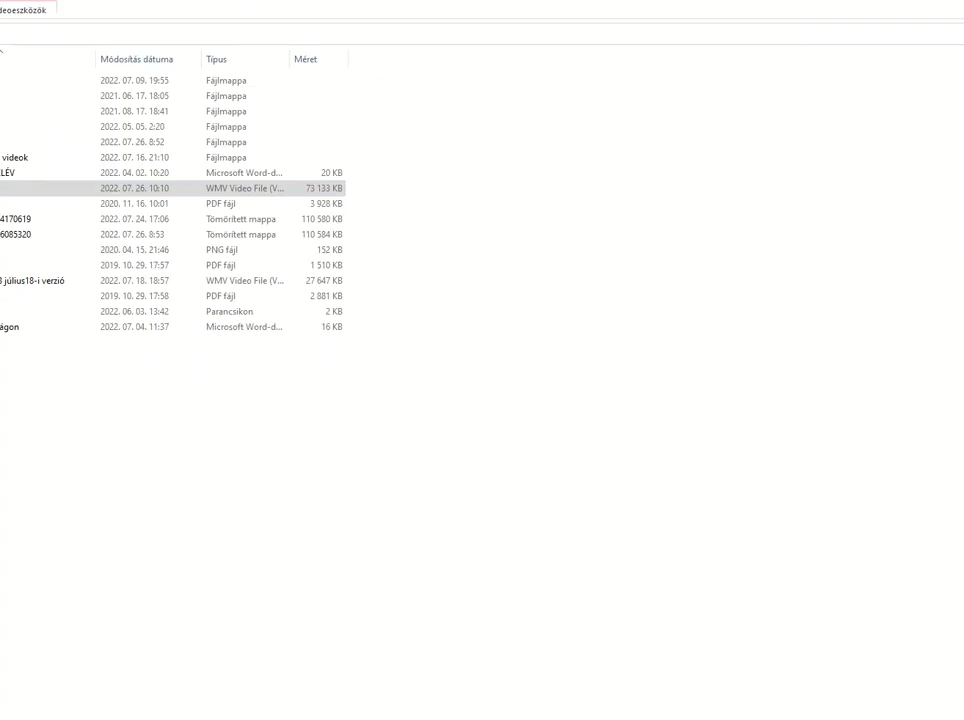 deoeszközök
Módosítás dátuma Típus Méret
2022. 07. 09. 19:55 Fájlmappa
2021. 06. 17. 18:05 Fájlmappa
2021. 08. 17. 18:41 Fájlmappa
2022. 05. 05. 2:20 Fájlmappa
2022. 07. 26. 8:52 Fájlmappa
videok 2022. 07. 16. 21:10 Fájlmappa
LÉV 2022. 04. 02. 10:20 Microsoft Word-d... 20 KB
2022. 07. 26. 10:10 WMV Video File (V... 73 133 KB
2020. 11. 16. 10:01 PDF fájl 3 928 KB
4170619 2022. 07. 24. 17:06 Tömörített mappa 110 580 KB
6085320 2022. 07. 26. 8:53 Tömörített mappa 110 584 KB
2020. 04. 15. 21:46 PNG fájl 152 KB
2019. 10. 29. 17:57 PDF fájl 1 510 KB
július18-i verzió 2022. 07. 18. 18:57 WMV Video File (V... 27 647 KB
2019. 10. 29. 17:58 PDF fájl 2 881 KB
2022. 06. 03. 13:42 Parancsikon 2 KB
ágon 2022. 07. 04. 11:37 Microsoft Word-d... 16 KB